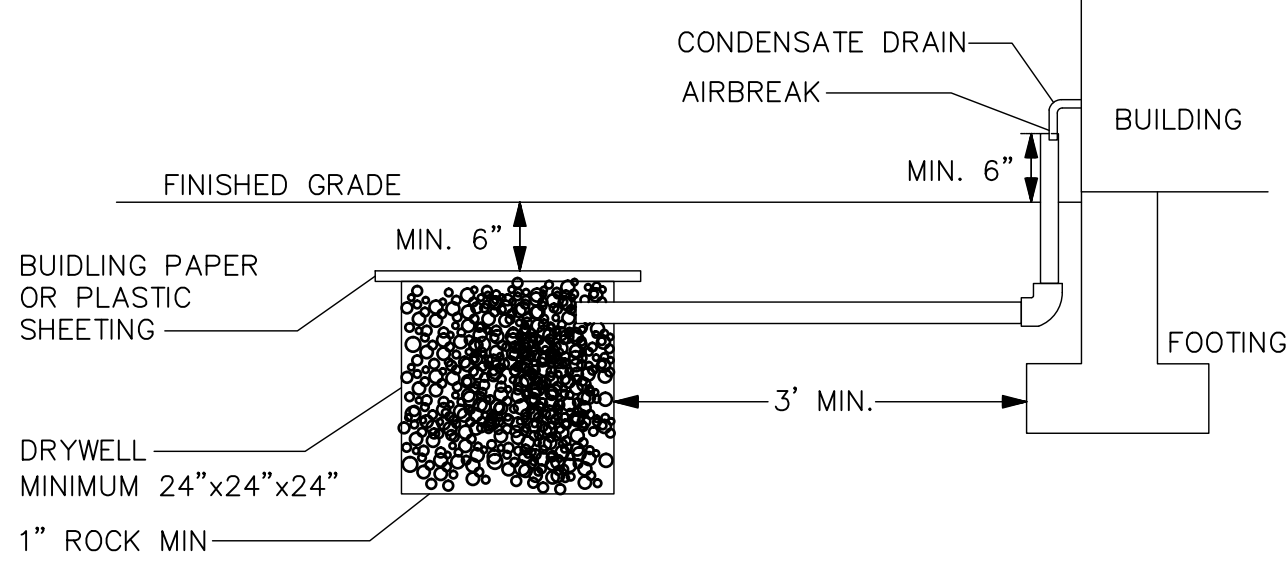 CONDENSATE DRAIN
AIRBREAK
BUILDING
MIN. 6”
FINISHED GRADE
MIN. 6”
BUIDLING PAPER
OR PLASTIC
SHEETING
FOOTING
3’ MIN.
DRYWELL
MINIMUM 24”x24”x24”
1” ROCK MIN